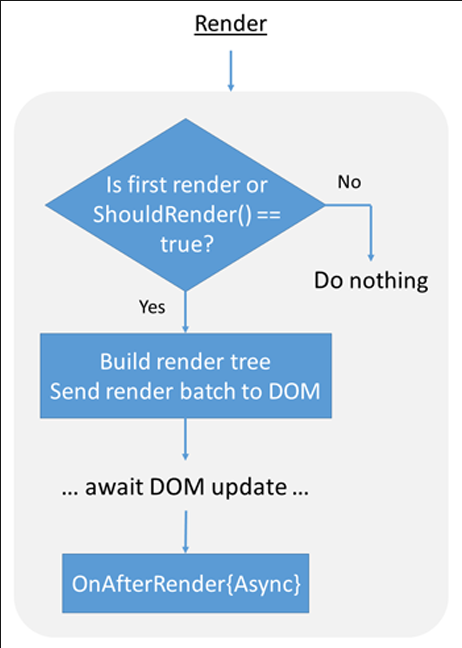 Render
Is first render or
ShouldRender() ==
true?
No
Do nothing
Yes
Build render tree
Send render batch to DOM
... await DOM update ...
OnAfterRender{Async}